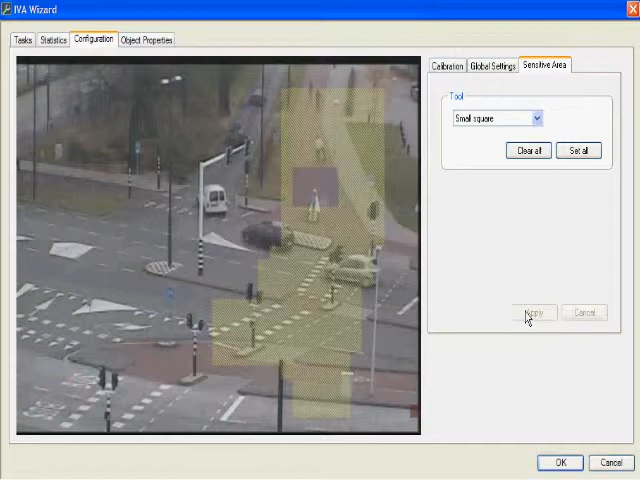 IVA Wizard
Tasks Statistics Configuration Object Properties
Calibration Global Settings Sensitive Area
Tool
Small square
Clear all Set all
Apply Cancel
OK Cancel